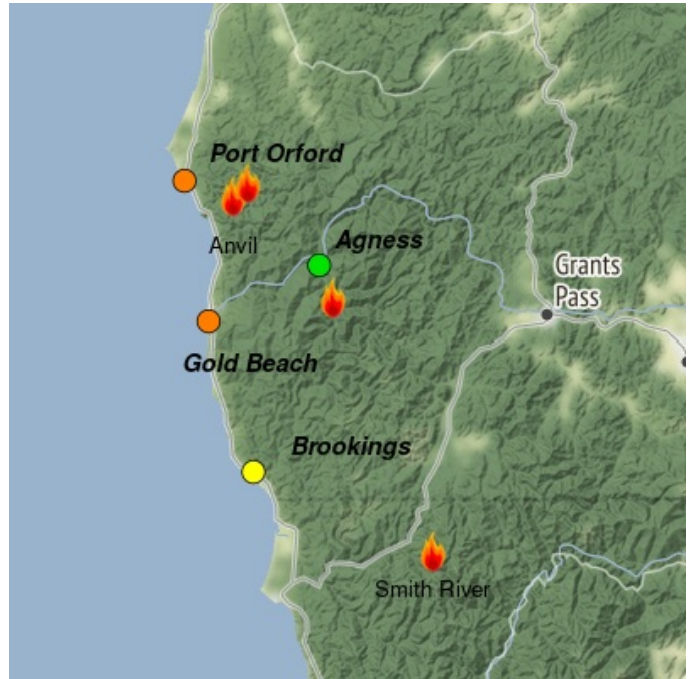 Port Orford
Anvil
Agness
Grants
Pass
Gold Beach
Brookings
Smith River